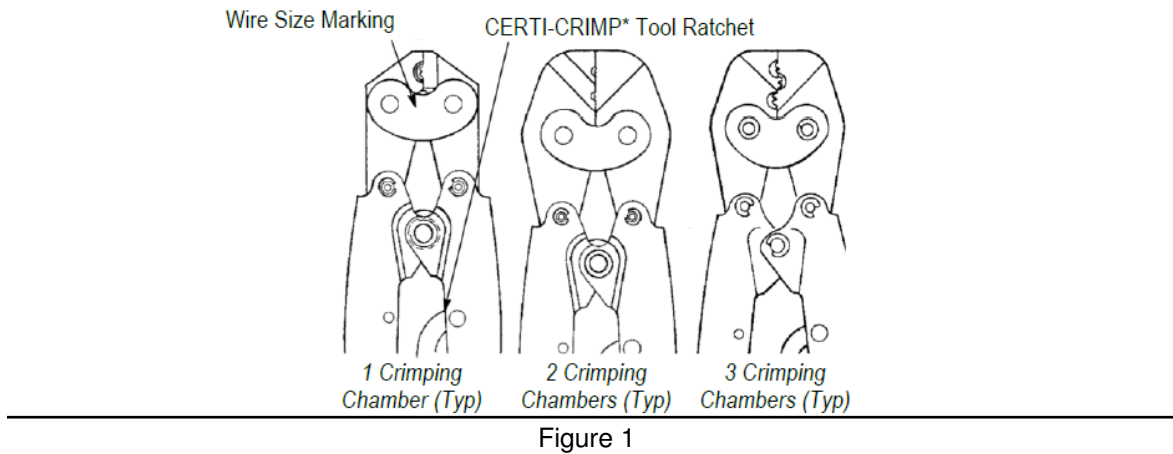 Wire Size Marking
CERTI-CRIMP* Tool Ratchet
1 Crimping
Chamber (Typ)
2 Crimping
Chambers (Typ)
3 Crimping
Chambers (Typ)
Figure 1